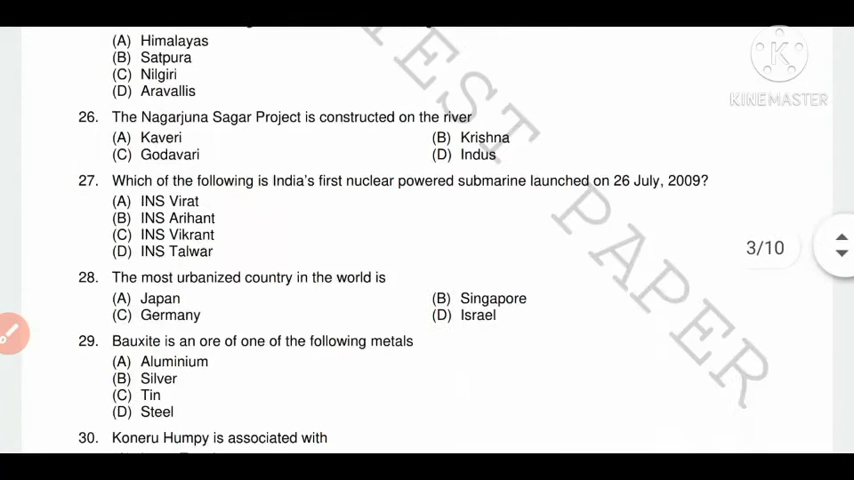 (A) Himalayas
(B) Satpura
(C) Nilgiri
(D) Aravallis
26. The Nagarjuna Sagar Project is constructed on the river
(A) Kaveri (B) Krishna
(C) Godavari (D) Indus
27. Which of the following is India's first nuclear powered submarine launched on 26 July, 2009?
(A) INS Virat
(B) INS Arihant
(C) INS Vikrant
(D) INS Talwar
28. The most urbanized country in the world is
(A) Japan (B) Singapore
(C) Germany (D) Israel
29. Bauxite is an ore of one of the following metals
(A) Aluminium
(B) Silver
(C) Tin
(D) Steel
30. Koneru Humpy is associated with
EST PAPER
3/10
K
KINEMASTER